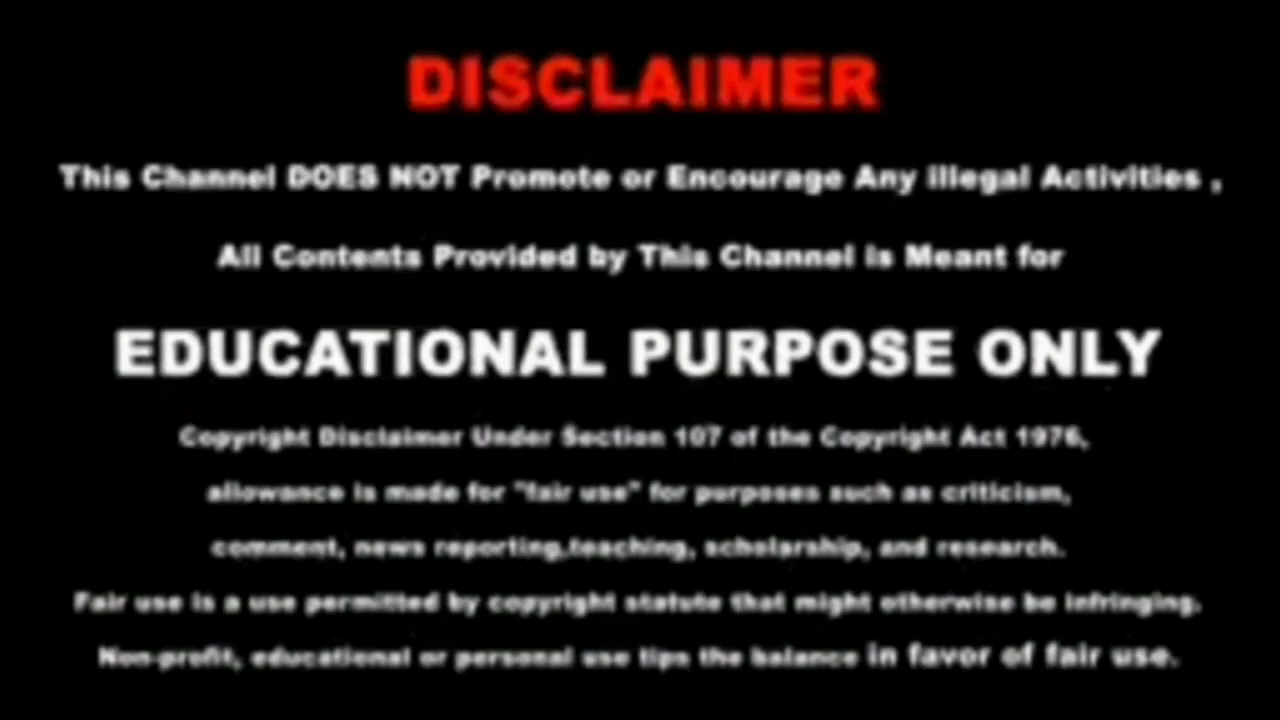 DISCLAIMER
This Channel DOES NOT Promote or Encourage Any illegal Activities ,
All Contents Provided by This Channel is Meant for
EDUCATIONAL PURPOSE ONLY
Copyright Disclaimer Under Section 107 of the Copyright Act 1976,
allowance is made for "fair use" for purposes such as criticism,
comment, news reporting,teaching, scholarship, and research.
Fair use is a use permitted by copyright statute that might otherwise be infringing.
Non-profit, educational or personal use tips the balance in favor of fair use.